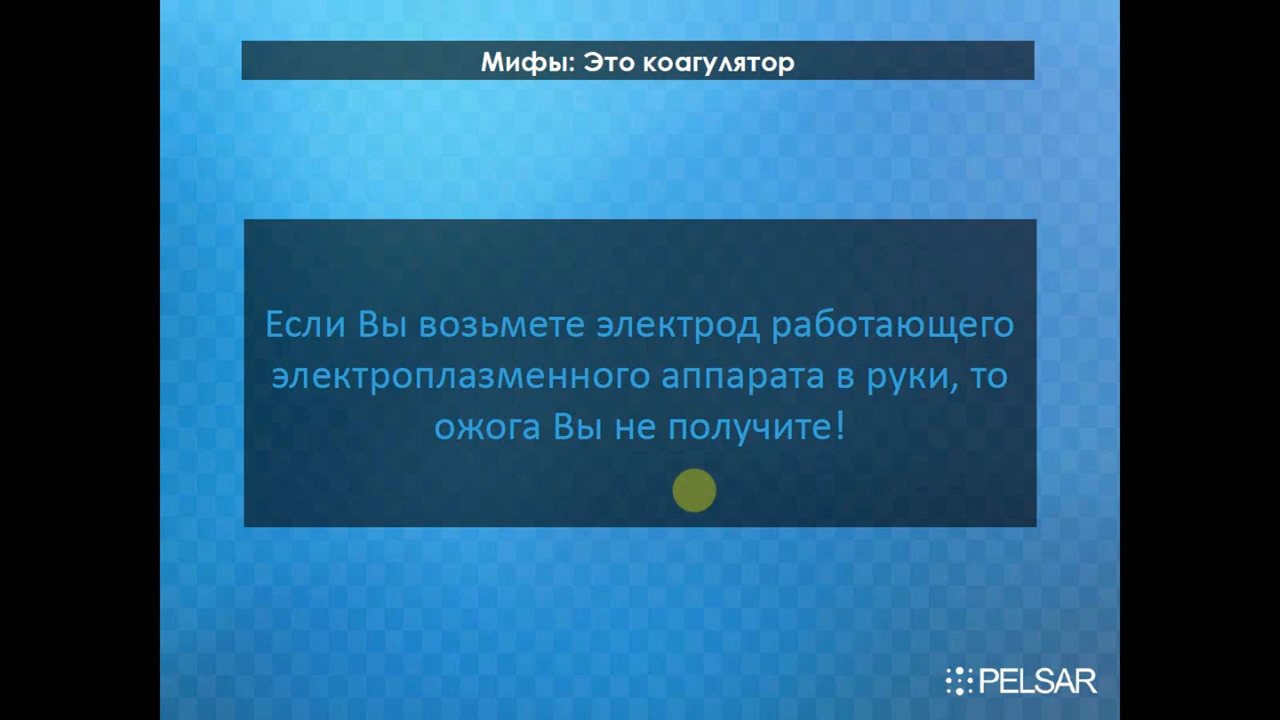 Мифы: Это коагулятор
Если Вы возьмете электрод работающего
электроплазменного аппарата в руки, то
ожога Вы не получите!
PELSAR